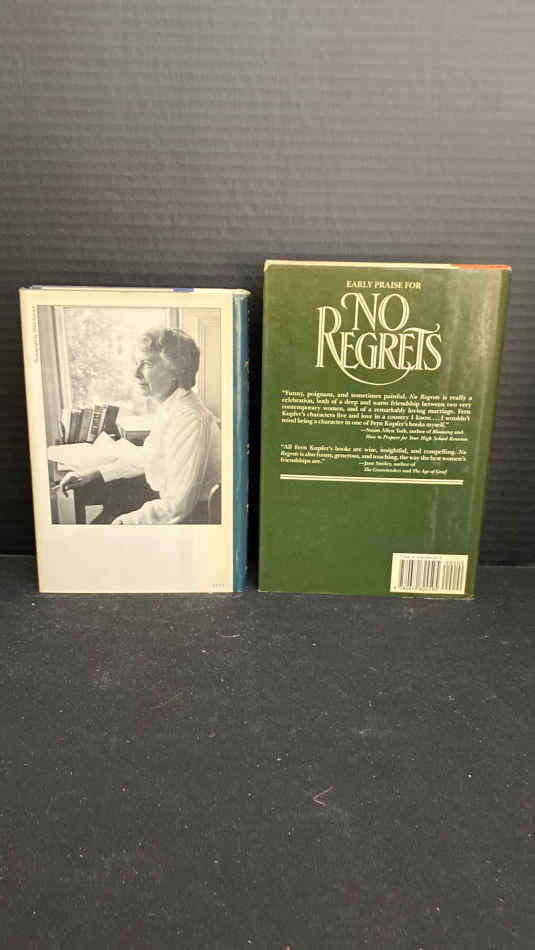 EARLY PRAISE FOR
NO
REGRETS
"Funny, poignant, and sometimes painful, No Regrets is really a
celebration, both of a deep and warm friendship between two very
contemporary women, and of a remarkably loving marriage. Fern
Kupfer's characters live and love in a country I know....I wouldn't
mind being a character in one of Fern Kupfer's books myself."
—Susan Allen Toth, author of Blooming and
How to Prepare for Your High School Reunion
"All Fern Kupfer's books are wise, insightful, and compelling. No
Regrets is also funny, generous, and touching, the way the best women's
friendships are."
—Jane Smiley, author of
The Greenlanders and The Age of Grief